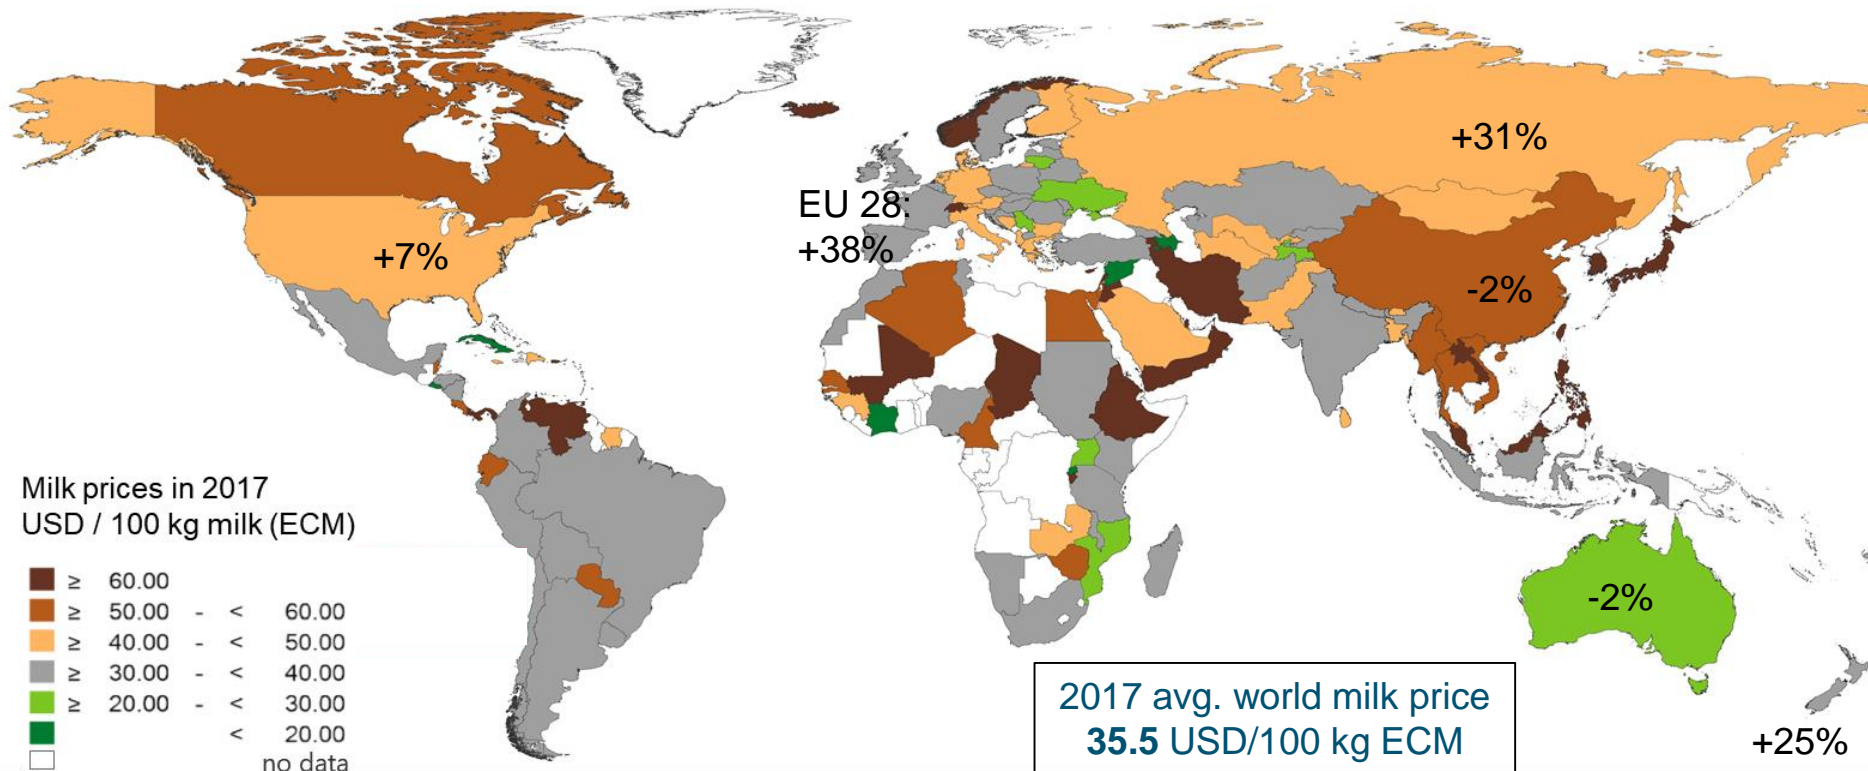 +31%
EU 28:
+38%
+7%
-2%
-2%
Milk prices in 2017
USD / 100 kg milk (ECM)
≥ 60.00
≥ 50.00 - < 60.00
≥ 40.00 - < 50.00
≥ 30.00 - < 40.00
≥ 20.00 - < 30.00
< 20.00
no data
2017 avg. world milk price
35.5 USD/100 kg ECM
+25%